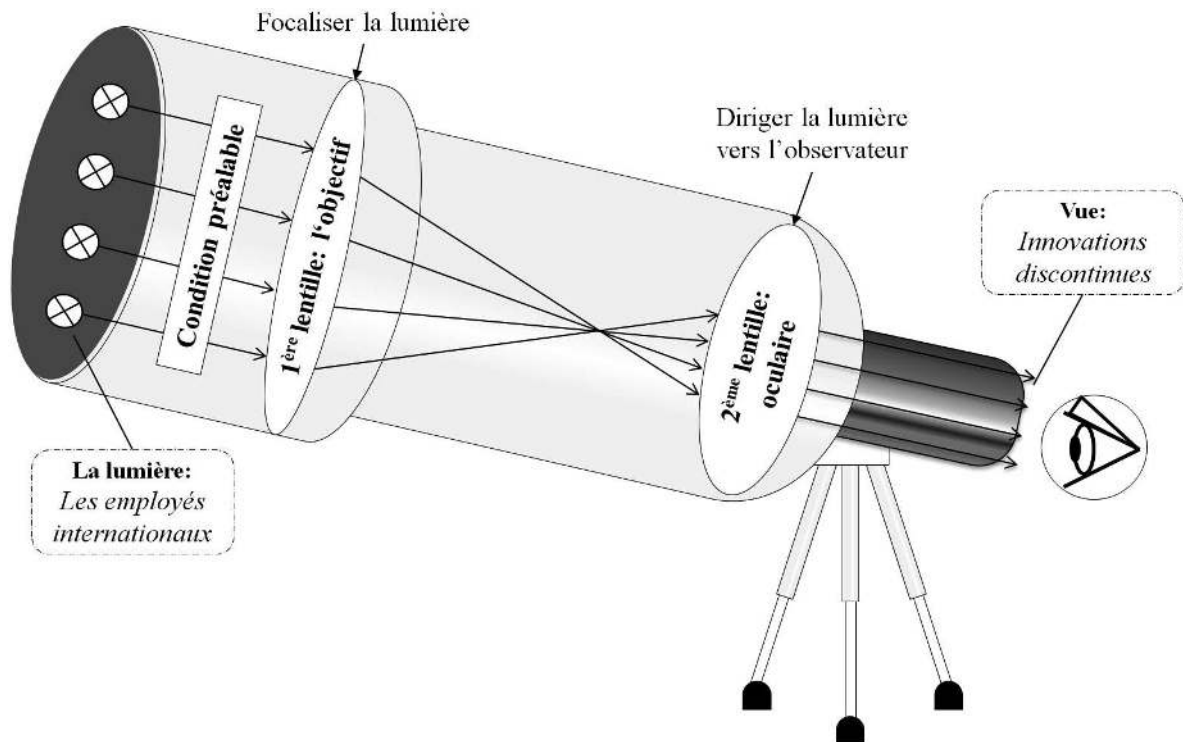 Focaliser la lumière
Diriger la lumière
vers l'observateur
Condition préalable
1ère lentille: l‘objectif
2ème lentille:
oculaire
Vue:
Innovations
discontinues
La lumière:
Les employés
internationaux